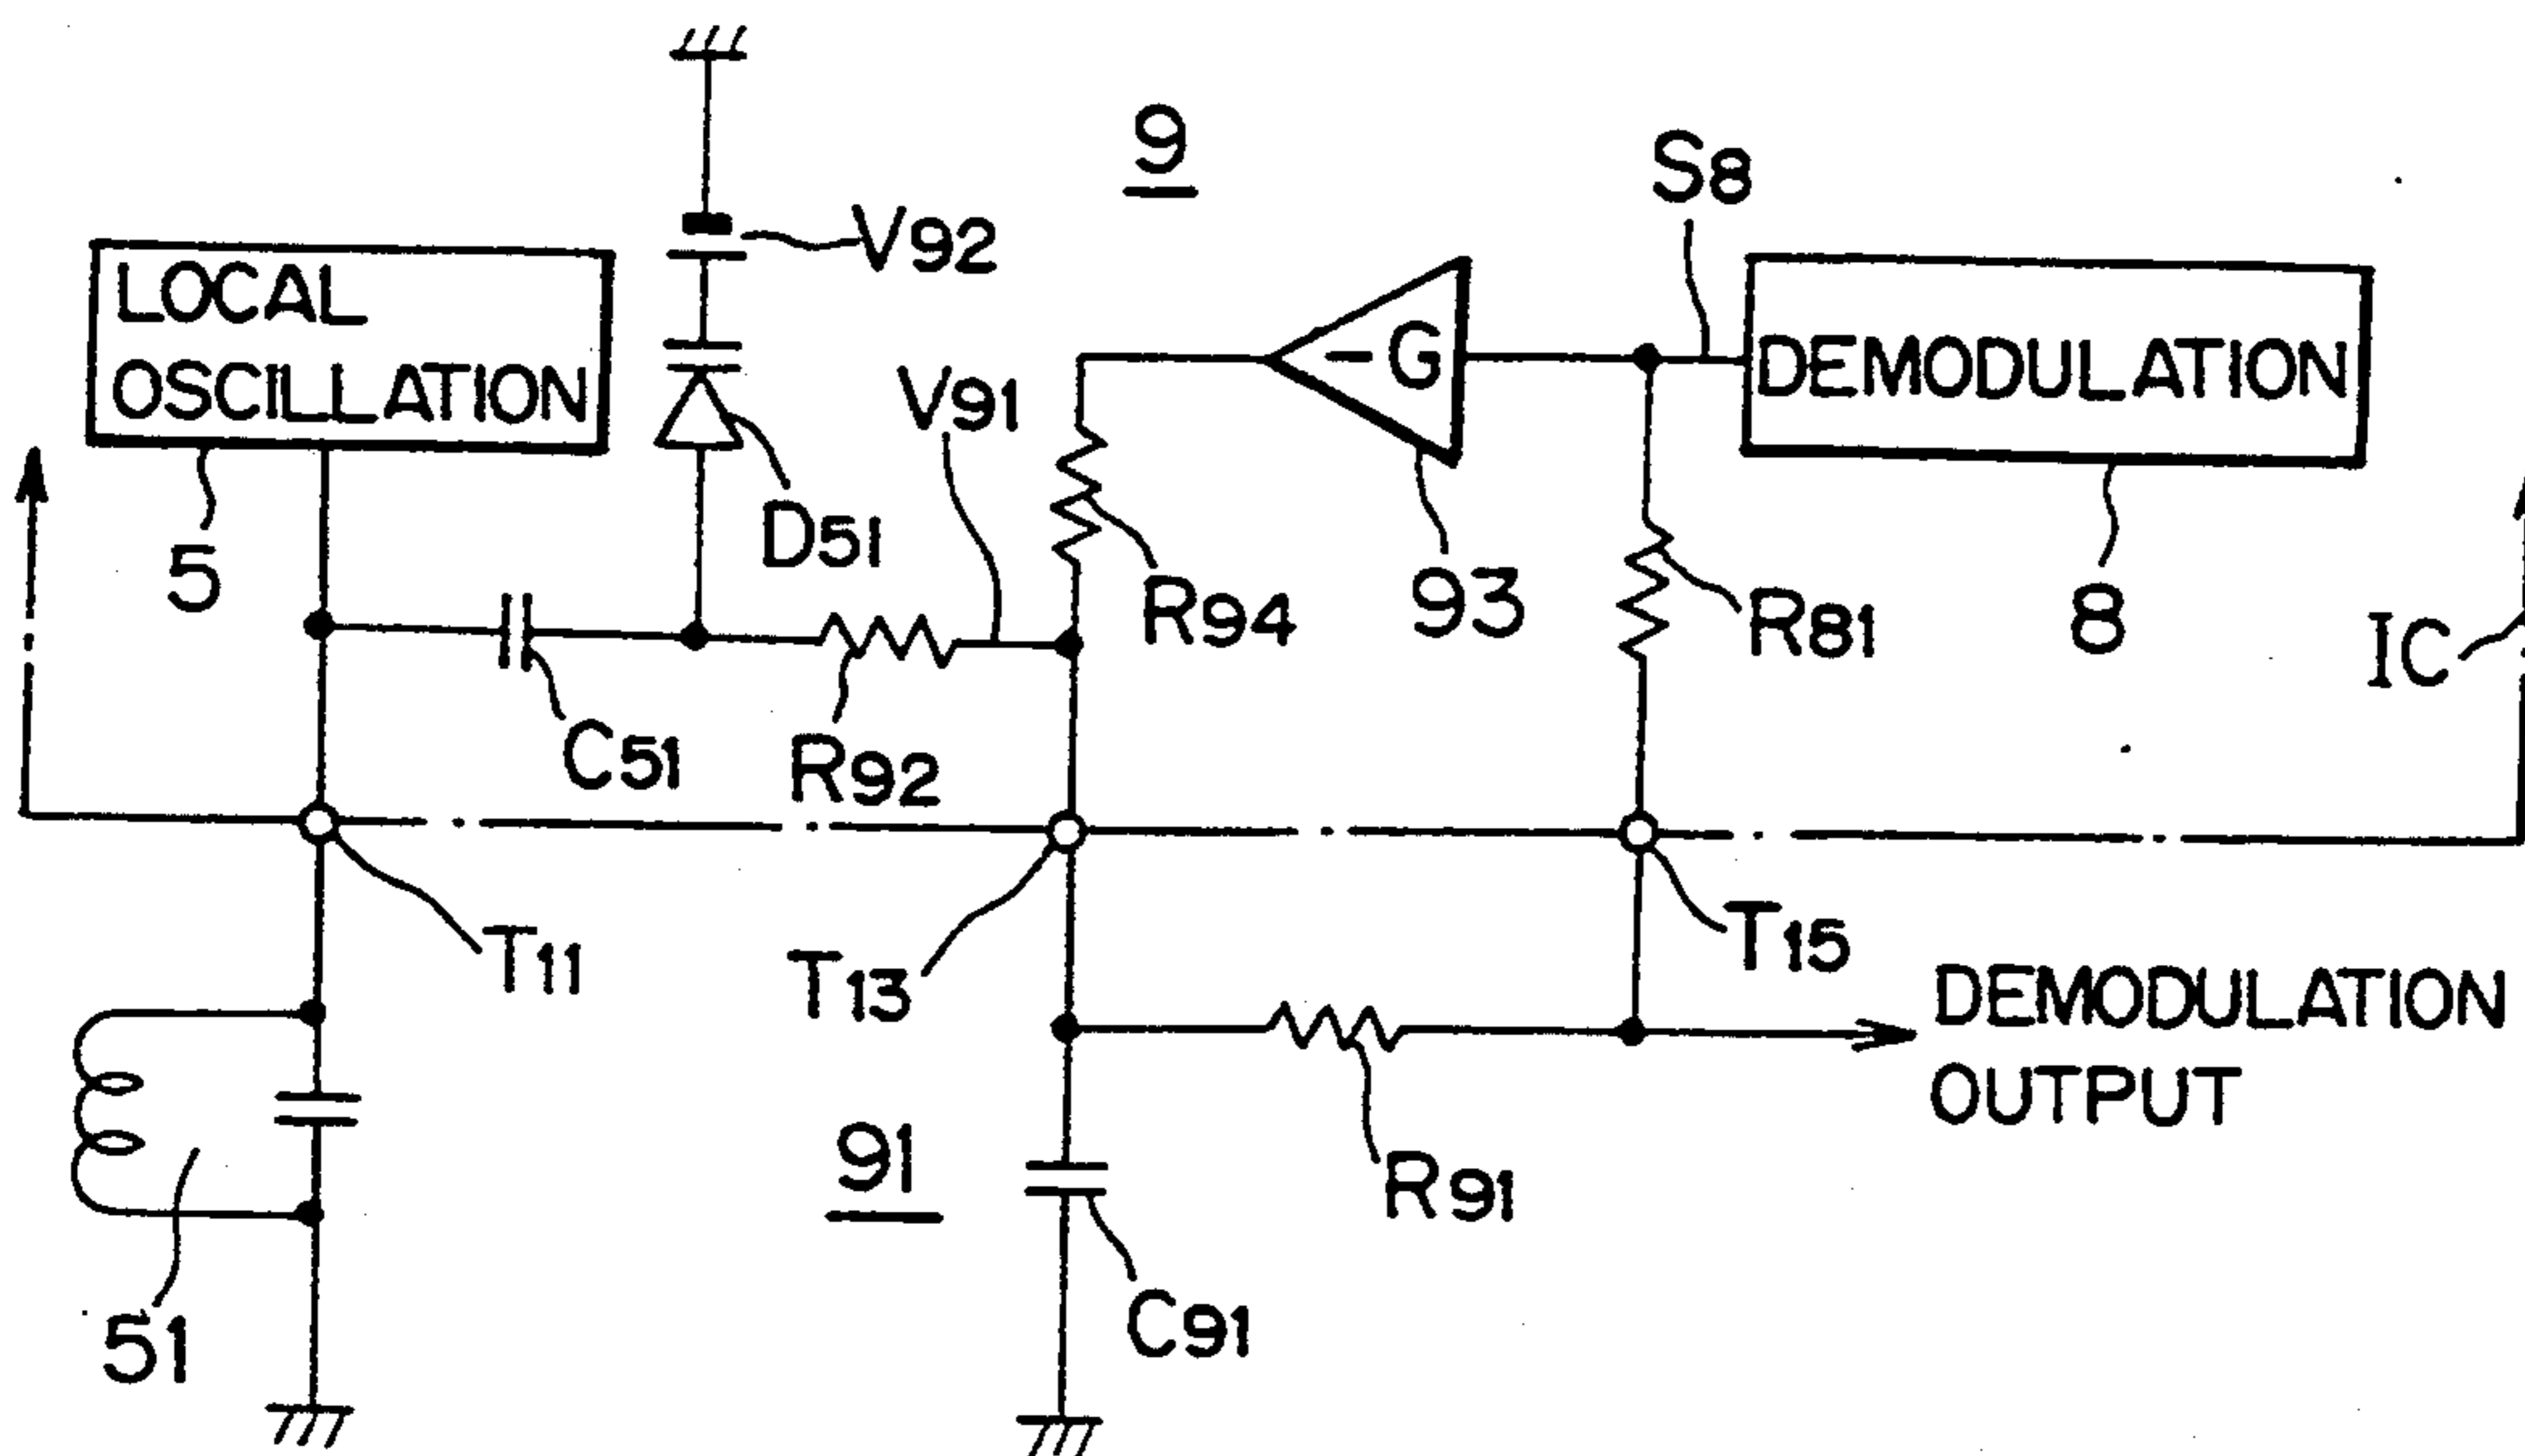 9
S8
V92
LOCAL
OSCILLATION
-G
DEMODULATION
V91
D51
5
R94
93
R81
8
IC
C51
R92
T11
T13
T15
DEMODULATION
OUTPUT
91
R91
C91
51